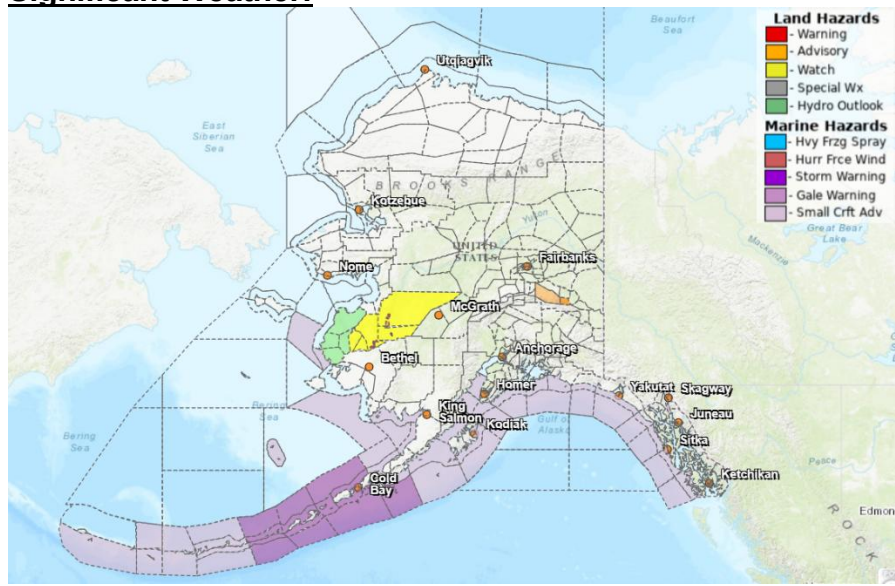 Significant Weather:
Beaufort
Sea
Land Hazards
- Warning
- Advisory
- Watch
- Special Wx
- Hydro Outlook
Marine Hazards
- Hvy Frzg Spray
- Hurr Frce Wind
- Storm Warning
- Gale Warning
- Small Crft Adv
Utqiagvik
East
Siberian
Sea
BROOKS RANGE
Kotzebue
Yukon
Great Bear
Lake
Mackenzie
UNITED
STATES
Fairbanks
Nome
McGrath
Anchorage
Bethel
Homer
Yakutat
Skagway
King
Salmon
Kodiak
Gulf of
Alaska
Juneau
Sitka
Bering
Sea
Bering
Sea
Peace
Cold
Bay
Ketchikan
Edmon
ROCK